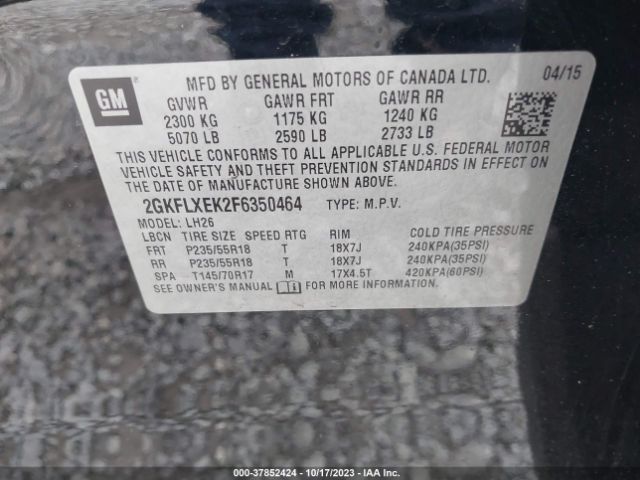 GM
MFD BY GENERAL MOTORS OF CANADA LTD. 04/15
GVWR GAWR FRT GAWR RR
2300 KG 1175 KG 1240 KG
5070 LB 2590 LB 2733 LB
THIS VEHICLE CONFORMS TO ALL APPLICABLE U.S. FEDERAL MOTOR
VEHICLE SAFETY AND THEFT PREVENTION STANDARDS IN EFFECT ON
THE DATE OF MANUFACTURE SHOWN ABOVE.
2GKFLXEK2F6350464 TYPE: M.P.V.
MODEL: LH26
LBCN TIRE SIZE SPEED RTG RIM COLD TIRE PRESSURE
FRT P235/55R18 T 18X7J 240KPA(35PSI)
RR P235/55R18 T 18X7J 240KPA(35PSI)
SPA T145/70R17 M 17X4.5T 420KPA(60PSI)
SEE OWNER'S MANUAL FOR MORE INFORMATION.
000-37852424 - 10/17/2023 - IAA Inc.